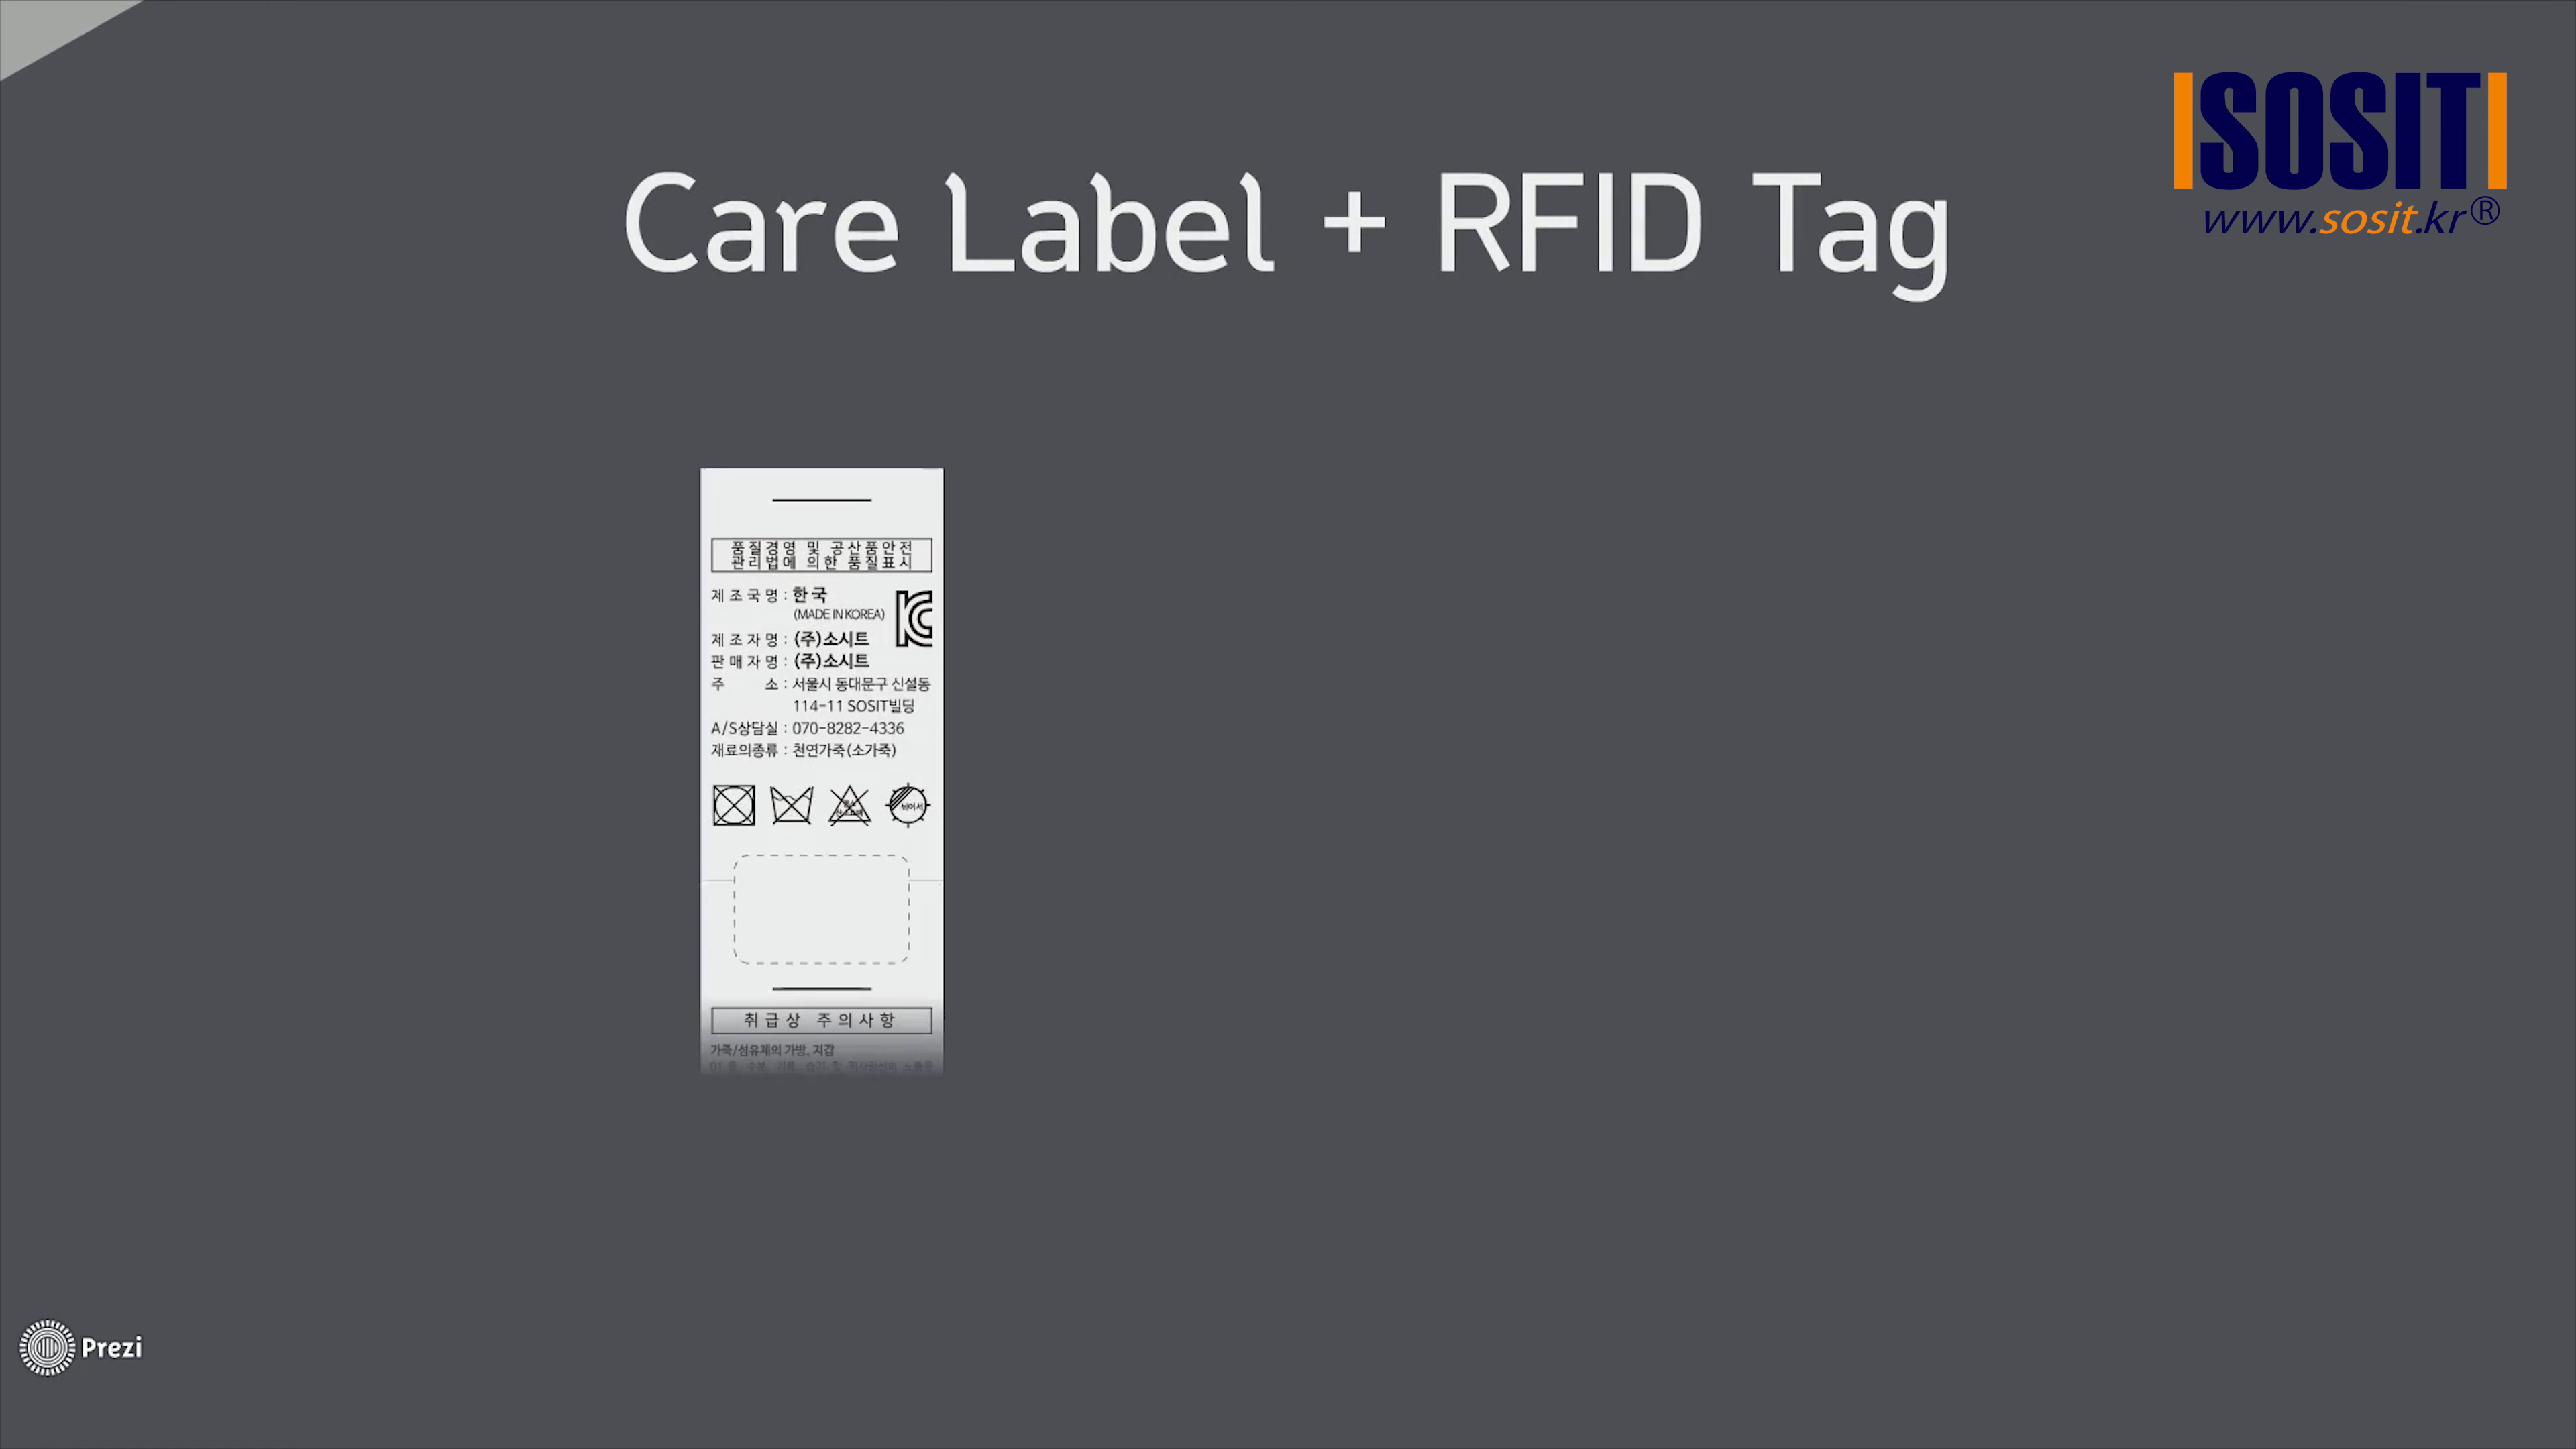 SOSIT
www.sosit.kr®
Care Label + RFID Tag
품질경영 및 공산품안전
관리법에 의한 품질표시
제조국명 : 한국
(MADE IN KOREA)
제조자명 : (주)소시트
판매자명 : (주)소시트
주 소 : 서울시 동대문구 신설동
114-11 SOSIT빌딩
A/S상담실 : 070-8282-4336
재료의종류 : 천연가죽(소가죽)
뉘어서
취급상 주의사항
가죽/섬유제의 가방, 지갑
Prezi